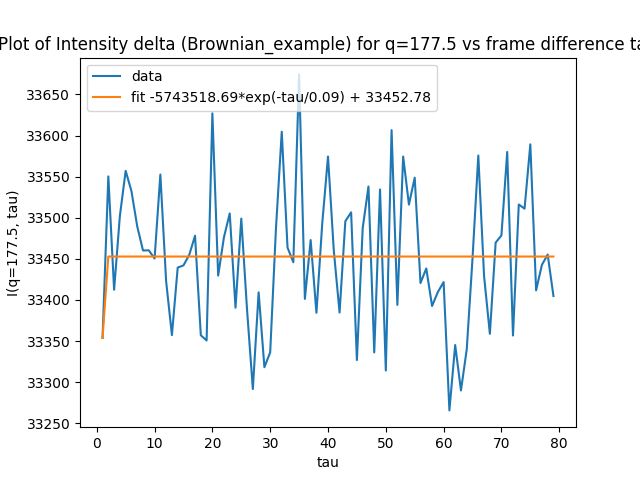 Plot of Intensity delta (Brownian_example) for q=177.5 vs frame difference ta
data
fit -5743518.69*exp(-tau/0.09) + 33452.78
I(q=177.5, tau)
33650
33600
33550
33500
33450
33400
33350
33300
33250
0 10 20 30 40 50 60 70 80
tau